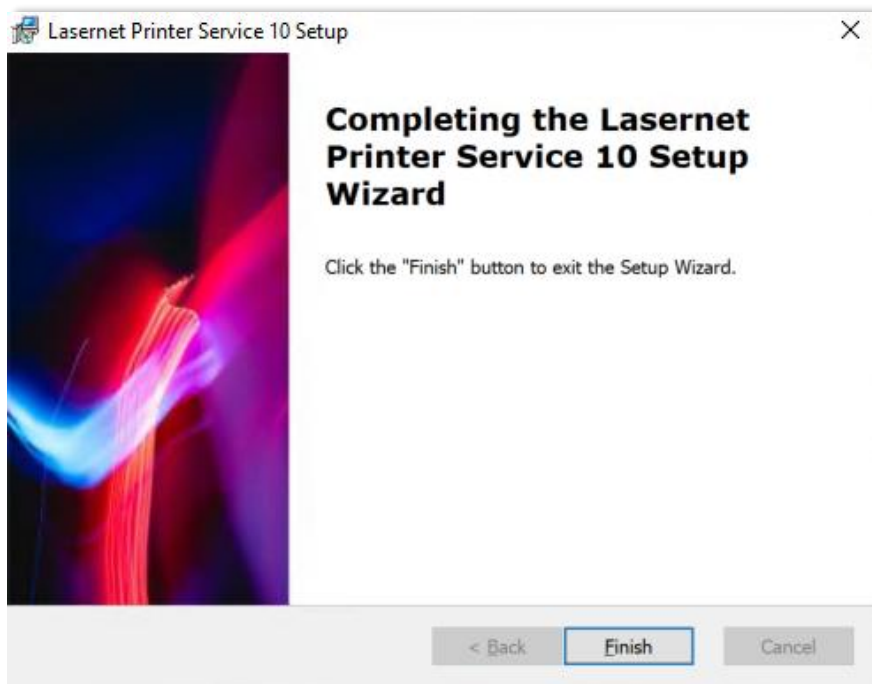 Lasernet Printer Service 10 Setup
Completing the Lasernet
Printer Service 10 Setup
Wizard
Click the "Finish" button to exit the Setup Wizard.
< Back
Finish
Cancel